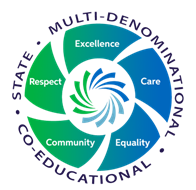 STATE • MULTI-DENOMINATIONAL • CO-EDUCATIONAL •
Excellence
Respect
Care
Community
Equality